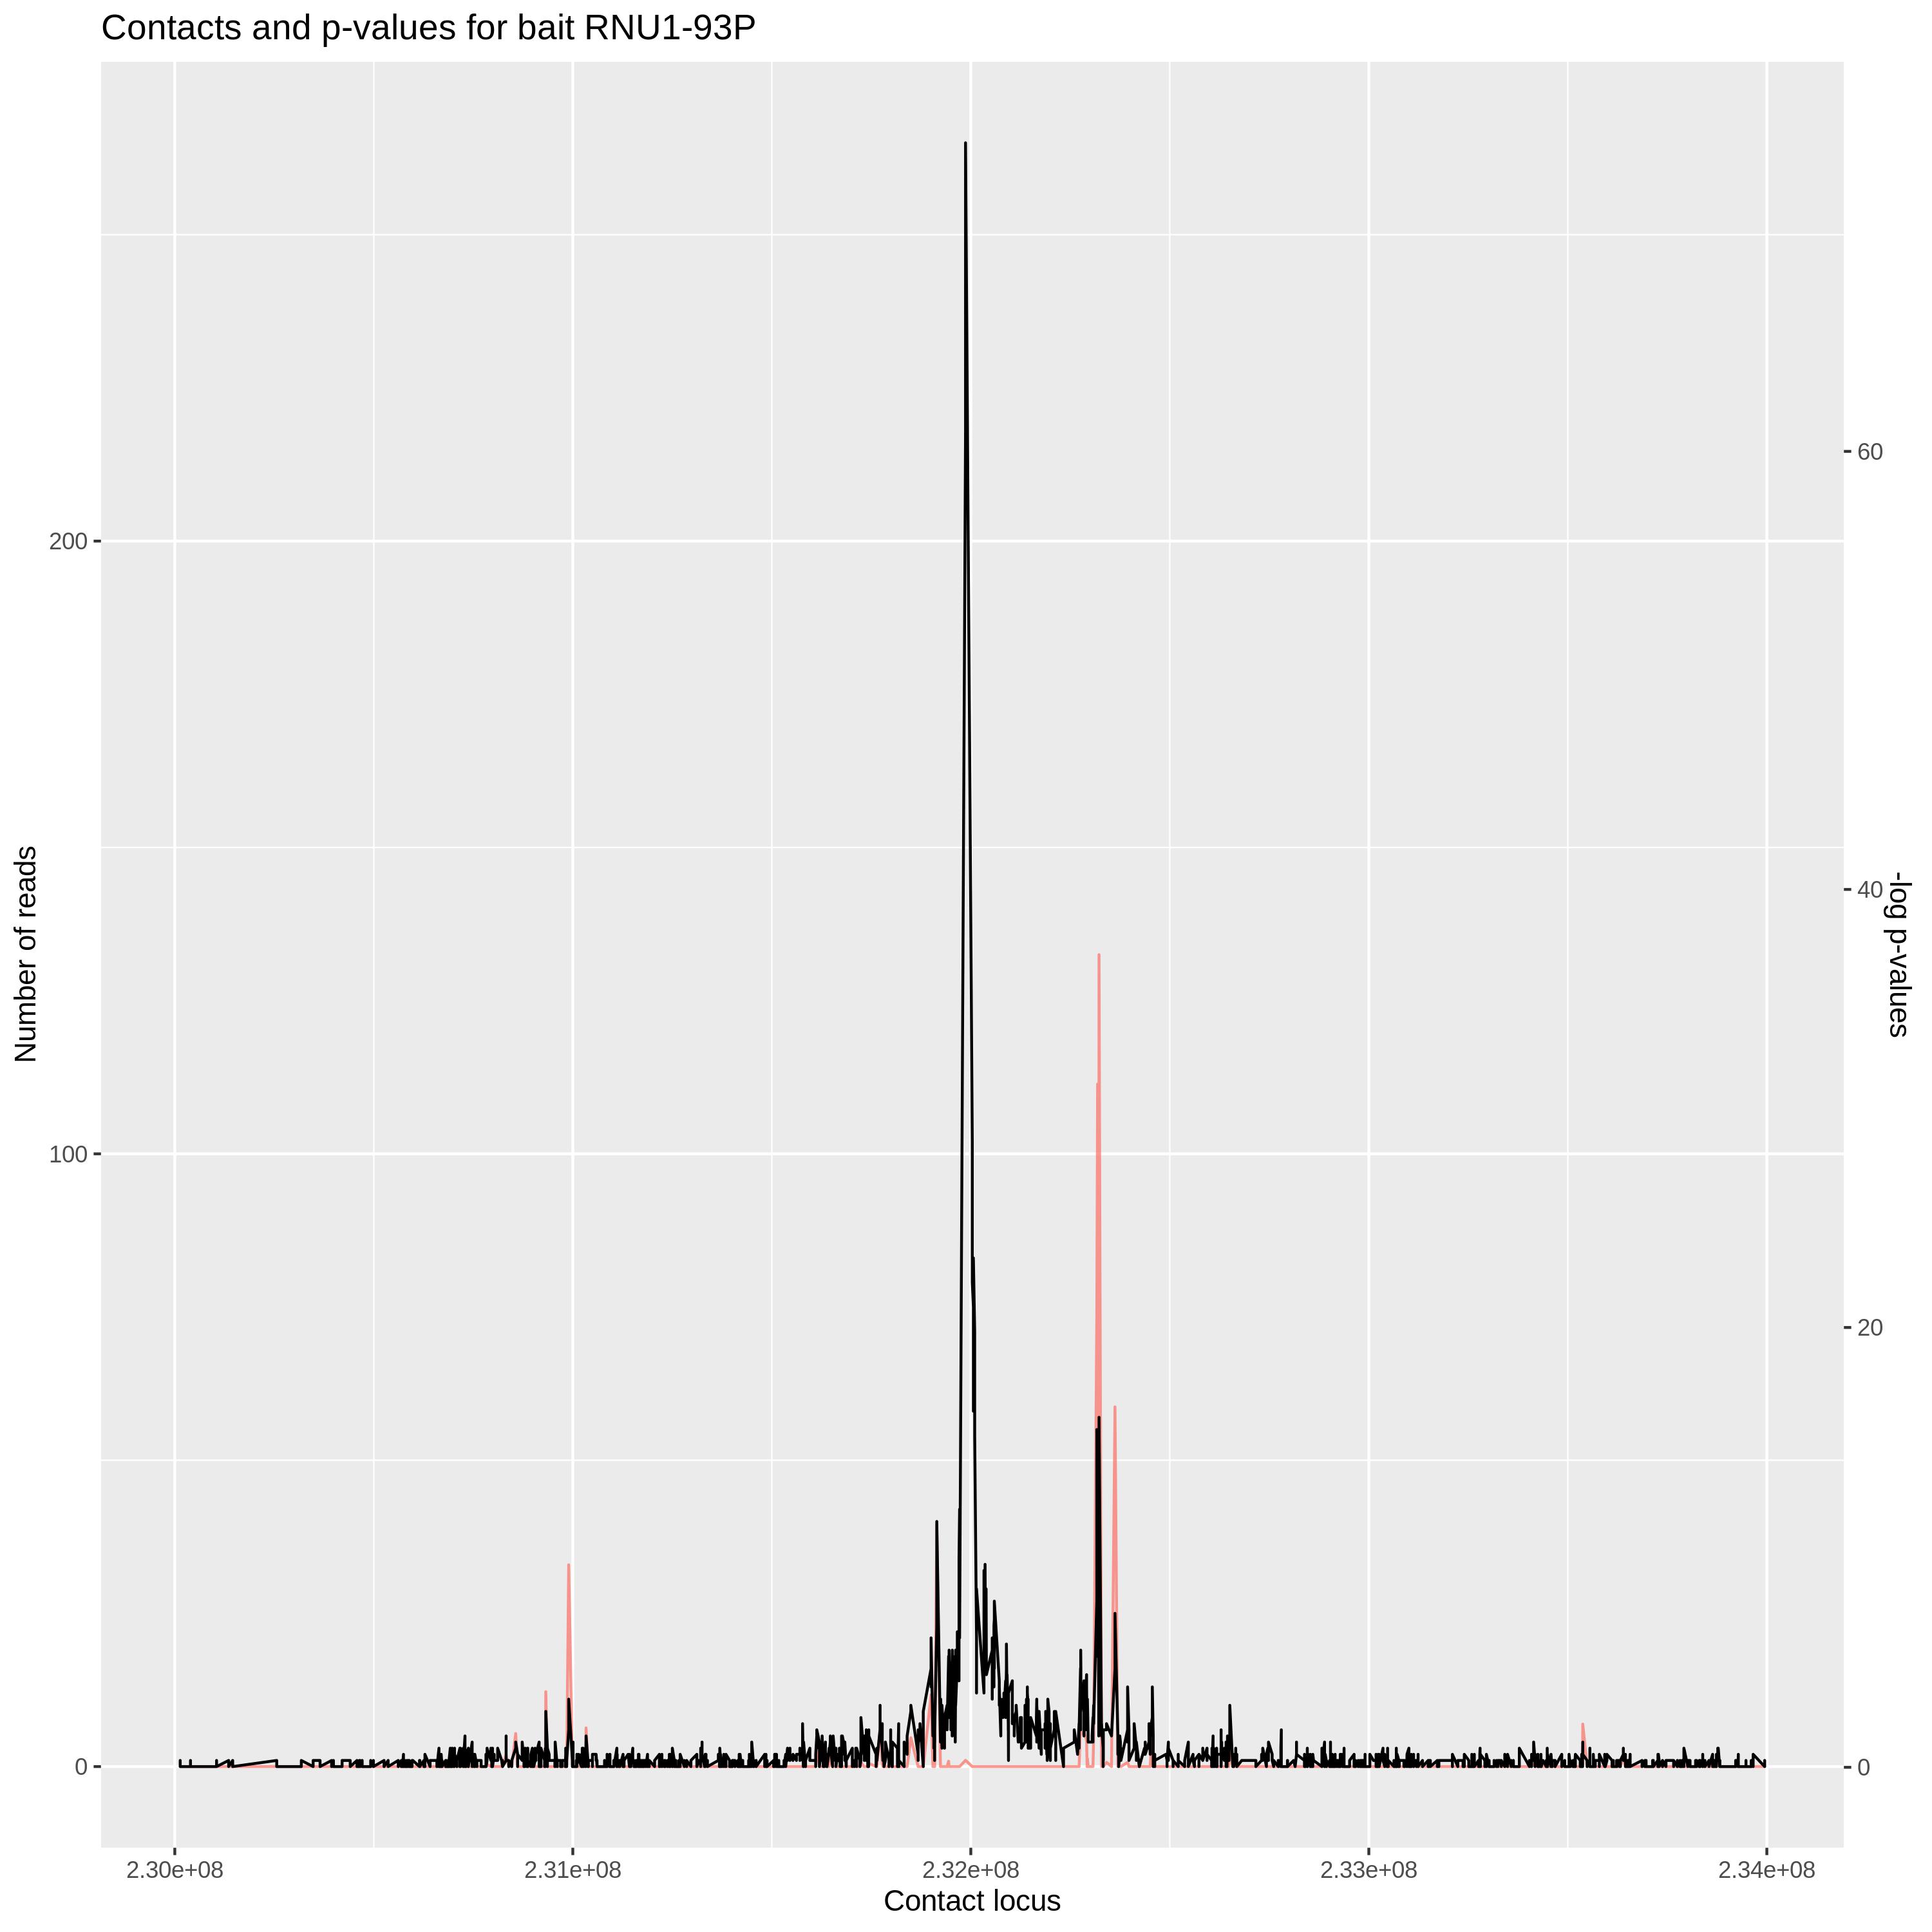 Contacts and p-values for bait RNU1-93P
Number of reads
200
100
0
60
40
20
0
-log p-values
2.30e+08 2.31e+08 2.32e+08 2.33e+08 2.34e+08
Contact locus